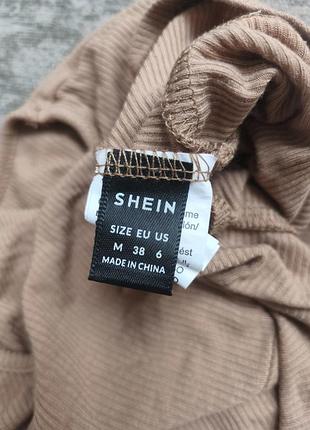 SHEIN
SIZE EU US
M 38 6
MADE IN CHINA